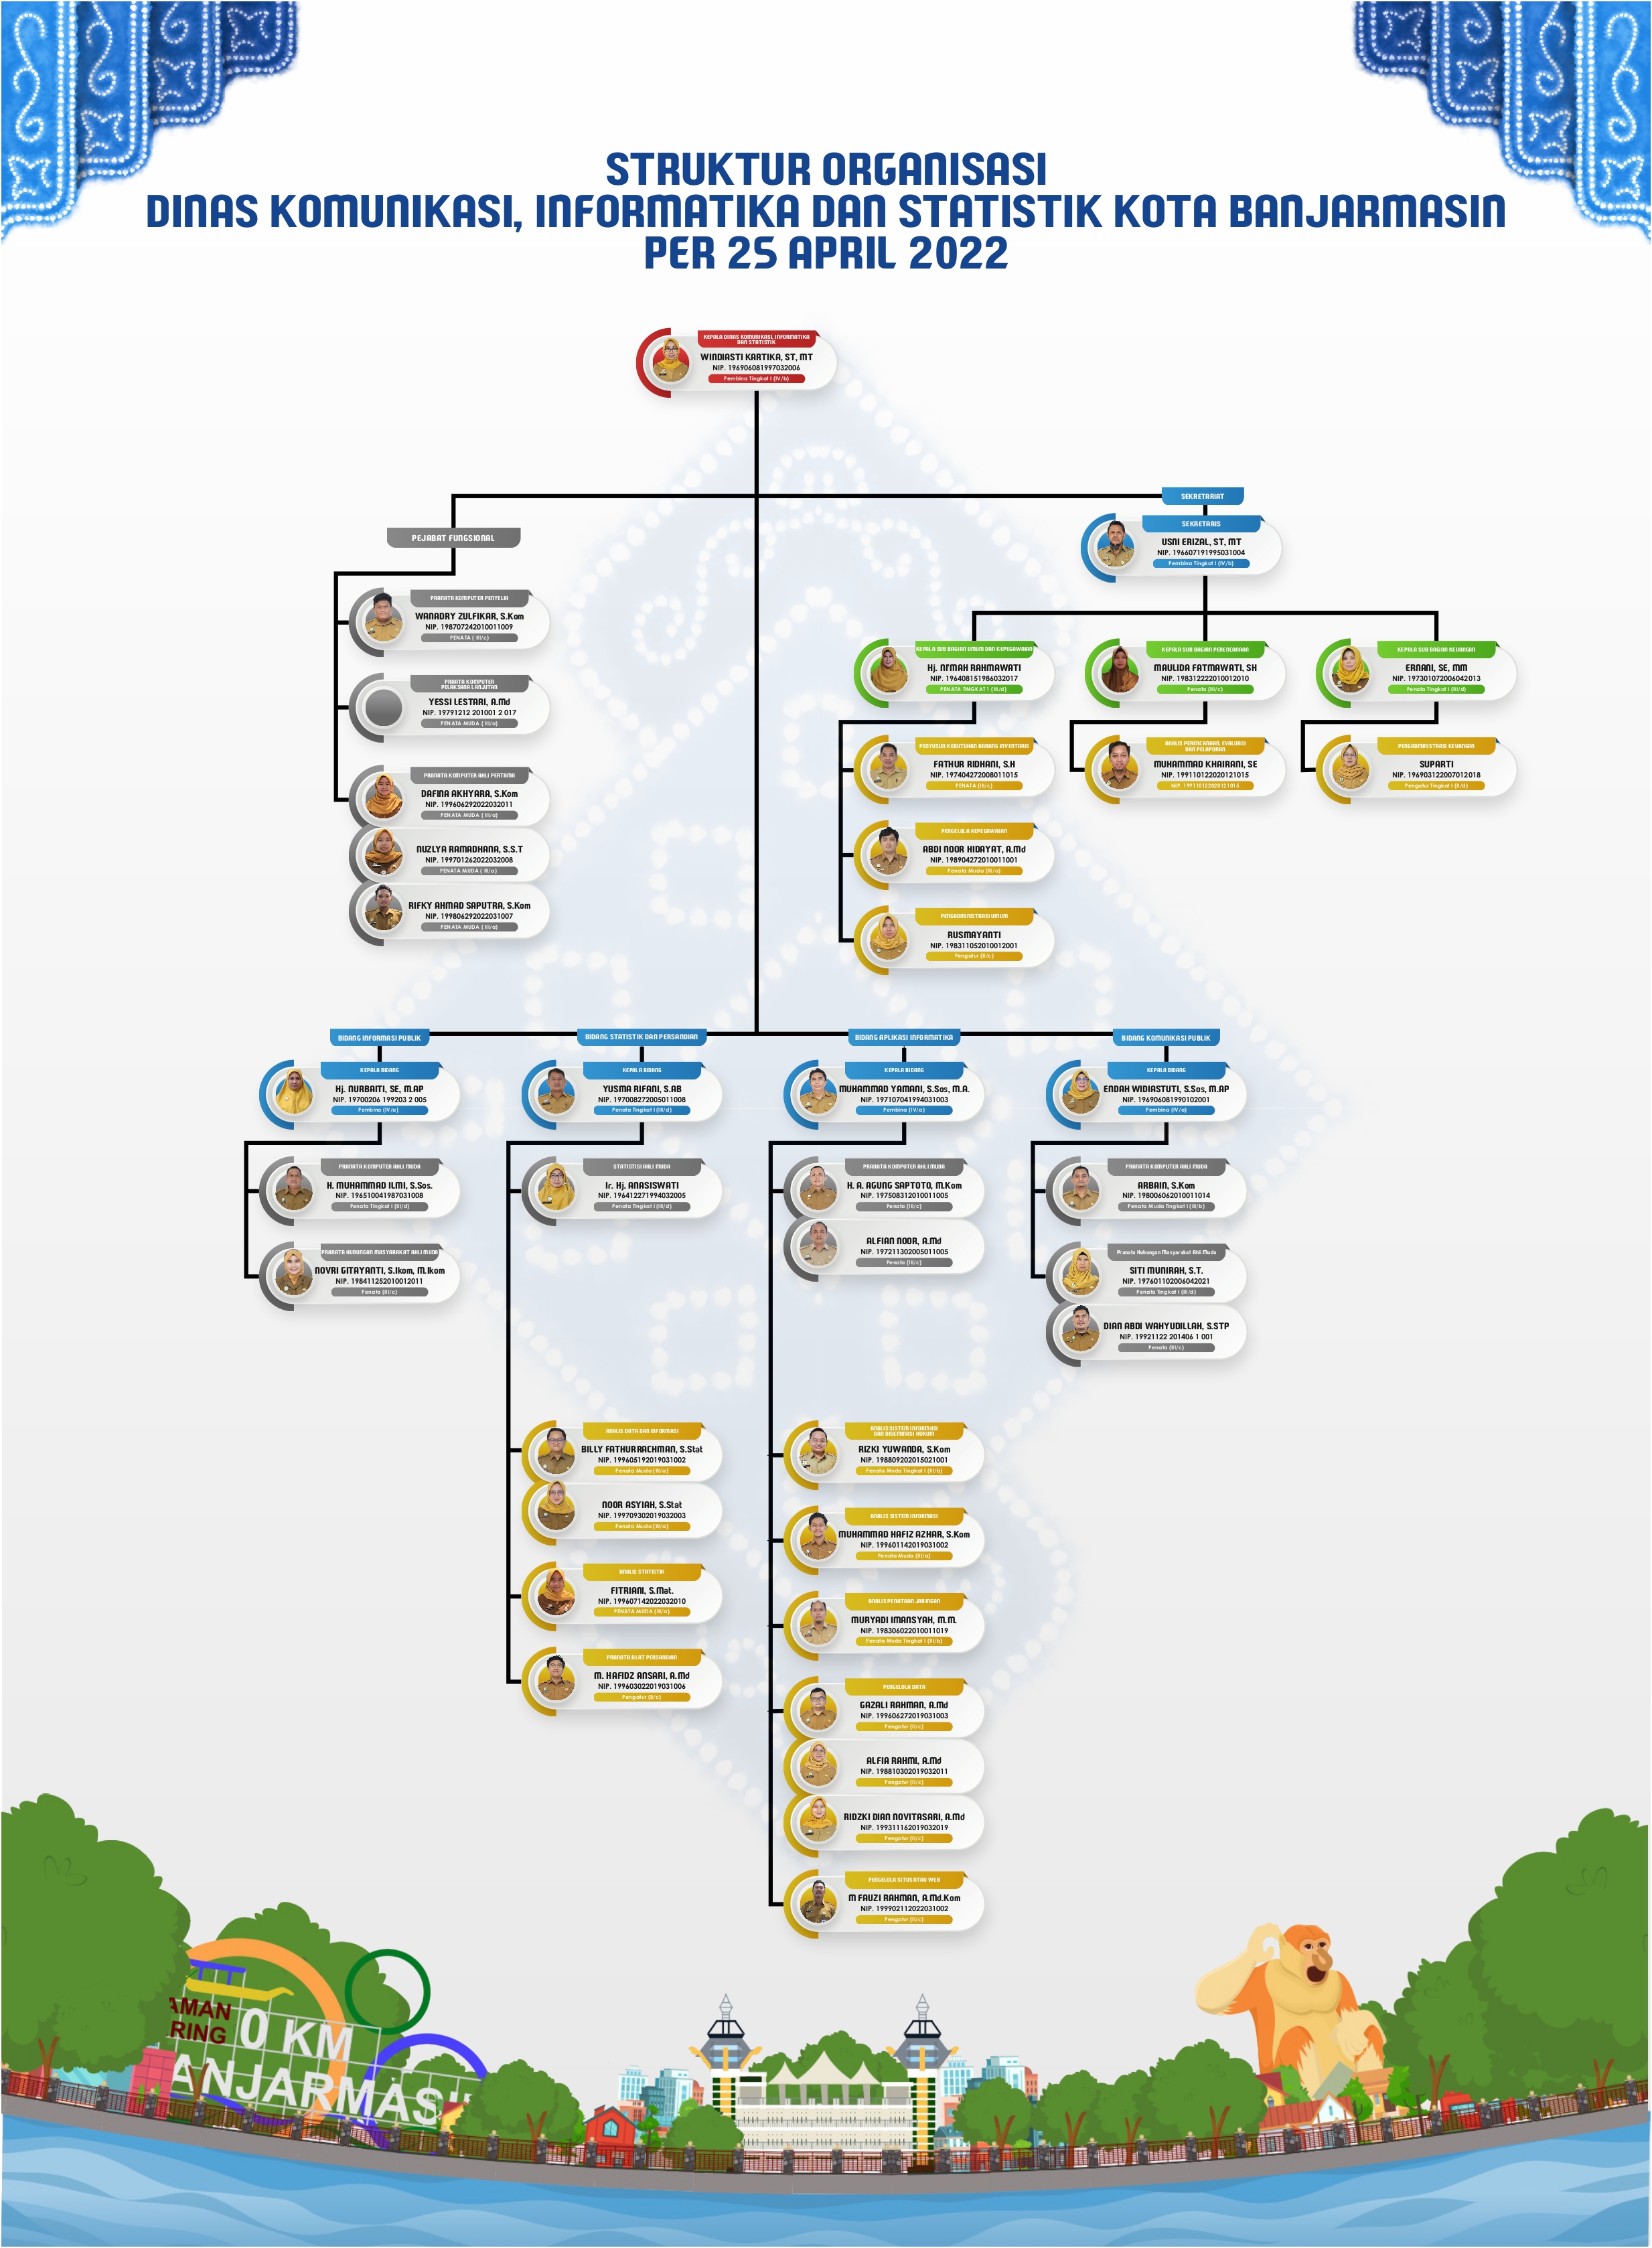 STRUKTUR ORGANISASI
DINAS KOMUNIKASI, INFORMATIKA DAN STATISTIK KOTA BANJARMASIN
PER 25 APRIL 2022
KEPALA DINAS KOMUNIKASI, INFORMATIKA
DAN STATISTIK
WINDIASTI KARTIKA, ST, MT
NIP. 196906081997032006
Pembina Tingkat I (IV/b)
SEKRETARIAT
SEKRETARIS
USNI ERIZAL, ST, MT
NIP. 196607191995031004
Pembina Tingkat I (IV/b)
PEJABAT FUNGSIONAL
PRANATA KOMPUTER PENYELIA
WANADRY ZULFIKAR, S.Kom
NIP. 198707242010011009
PENATA ( III/c)
PRAATA KOMPUTER
PELAKSANA LANJUTAN
YESSI LESTARI, A.Md
NIP. 19791212 201001 2 017
PENATA MUDA ( III/a)
PRANATA KOMPUTER AHLI PERTAMA
DAFINA AKHYARA, S.Kom
NIP. 199606292022032011
PENATA MUDA ( III/a)
NUZLYA RAMADHANA, S.S.T
NIP. 199701262022032008
PENATA MUDA ( III/a)
RIFKY AHMAD SAPUTRA, S.Kom
NIP. 199806292022031007
PENATA MUDA ( III/a)
KEPALA SUB BAGIAN UMUM DAN KEPEGAWAIAN
Hj. NI'MAH RAHMAWATI
NIP. 196408151986032017
PENATA TINGKAT 1 (III/d)
KEPALA SUB BAGIAN PERENCANAAN
MAULIDA FATMAWATI, SH
NIP. 198312222010012010
Penata (III/c)
KEPALA SUB BAGIAN KEUANGAN
ERNANI, SE, MM
NIP. 197301072006042013
Penata Tingkat I (III/d)
PENYUSUN KEBUTUHAN BARANG INVENTARIS
FATHUR RIDHANI, S.H
NIP. 197404272008011015
PENATA (III/c)
ANALIS PERENCANAAN, EVALUASI
DAN PELAPORAN
MUHAMMAD KHAIRANI, SE
NIP. 199110122020121015
NIP. 199110122020121015
PENGADMINISTRASI KEUANGAN
SUPARTI
NIP. 196903122007012018
Pengatur Tingkat I (II/d)
PENGELOLA KEPEGAWAIAN
ABDI NOOR HIDAYAT, A.Md
NIP. 198904272010011001
Penata Muda (III/a)
PENGADMINISTRASI UMUM
RUSMAYANTI
NIP. 198311052010012001
Pengatur (II/c)
BIDANG INFORMASI PUBLIK
KEPALA BIDANG
Hj. NURBAITI, SE, M.AP
NIP. 19700206 199203 2 005
Pembina (IV/a)
PRANATA KOMPUTER AHLI MUDA
H. MUHAMMAD ILMI, S.Sos.
NIP. 196510041987031008
Penata Tingkat I (III/d)
PRANATA HUBUNGAN MASYARAKAT AHLI MUDA
NOVRI GITAYANTI, S.Ikom, M.Ikom
NIP. 198411252010012011
Penata (III/c)
BIDANG STATISTIK DAN PERSANDIAN
KEPALA BIDANG
YUSMA RIFANI, S.AB
NIP. 197008272005011008
Penata Tingkat I (III/d)
STATISTISI AHLI MUDA
Ir. Hj. ANASISWATI
NIP. 196412271994032005
Penata Tingkat I (III/d)
ANALIS DATA DAN INFORMASI
BILLY FATHURRACHMAN, S.Stat
NIP. 199605192019031002
Penata Muda (III/a)
NOOR ASYIAH, S.Stat
NIP. 199709302019032003
Penata Muda (III/a)
ANALIS STATISTIK
FITRIANI, S.Mat.
NIP. 199607142022032010
PENATA MUDA (III/a)
PRANATA ALAT PERSANDIAN
M. HAFIDZ ANSARI, A.Md
NIP. 199603022019031006
Pengatur (II/c)
BIDANG APLIKASI INFORMATIKA
KEPALA BIDANG
MUHAMMAD YAMANI, S.Sos, M.A.
NIP. 197107041994031003
Pembina (IV/a)
PRANATA KOMPUTER AHLI MUDA
H. A. AGUNG SAPTOTO, M.Kom
NIP. 197508312010011005
Penata (III/c)
ALFIAN NOOR, A.Md
NIP. 197211302005011005
Penata (III/c)
ANALIS SISTEM INFORMASI
DAN DISEMINASI HUKUM
RIZKI YUWANDA, S.Kom
NIP. 198809202015021001
Penata Muda Tingkat I (III/b)
ANALIS SISTEM INFORMASI
MUHAMMAD HAFIZ AZHAR, S.Kom
NIP. 199601142019031002
Penata Muda (III/a)
ANALIS PENATAAN JARINGAN
MURYADI IMANSYAH, M.M.
NIP. 198306022010011019
Penata Muda Tingkat I (III/b)
PENGELOLA DATA
GAZALI RAHMAN, A.Md
NIP. 199606272019031003
Pengatur (II/c)
ALFIA RAHMI, A.Md
NIP. 198810302019032011
Pengatur (II/c)
RIDZKI DIAN NOVITASARI, A.Md
NIP. 199311162019032019
Pengatur (II/c)
PENGELOLA SITUS ATAU WEB
M FAUZI RAHMAN, A.Md.Kom
NIP. 199902112022031002
Pengatur (II/c)
BIDANG KOMUNIKASI PUBLIK
KEPALA BIDANG
ENDAH WIDIASTUTI, S.Sos, M.AP
NIP. 196906081990102001
Pembina (IV/a)
PRANATA KOMPUTER AHLI MUDA
ARBAIN, S.Kom
NIP. 198006062010011014
Penata Muda Tingkat I (III/b)
Pranata Hubungan Masyarakat Ahli Muda
SITI MUNIRAH, S.T.
NIP. 197601102006042021
Penata Tingkat I (III/d)
DIAN ABDI WAHYUDILLAH, S.STP
NIP. 19921122 201406 1 001
Penata (III/c)
AMAN
RING
0 KM
ANJARMASI